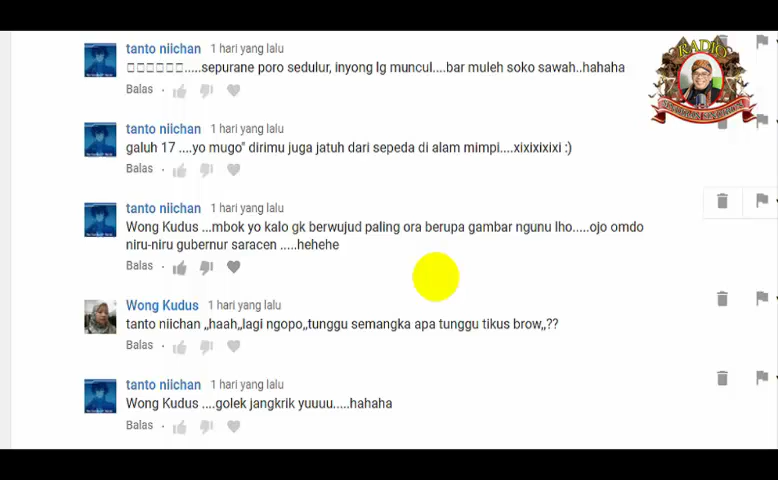 tanto niichan 1 hari yang lalu
.....sepurane poro sedulur, inyong lg muncul....bar muleh soko sawah..hahaha
Balas
tanto niichan 1 hari yang lalu
galuh 17 ....yo mugo" dirimu juga jatuh dari sepeda di alam mimpi....xixixixixi :)
Balas
tanto niichan 1 hari yang lalu
Wong Kudus ...mbok yo kalo gk berwujud paling ora berupa gambar ngunu lho.....ojo omdo
niru-niru gubernur saracen .....hehehe
Balas
Wong Kudus 1 hari yang lalu
tanto niichan ,,haah,,lagi ngopo,,tunggu semangka apa tunggu tikus brow,,??
Balas
tanto niichan 1 hari yang lalu
Wong Kudus ....golek jangkrik yuuuu.....hahaha
Balas
RADIO